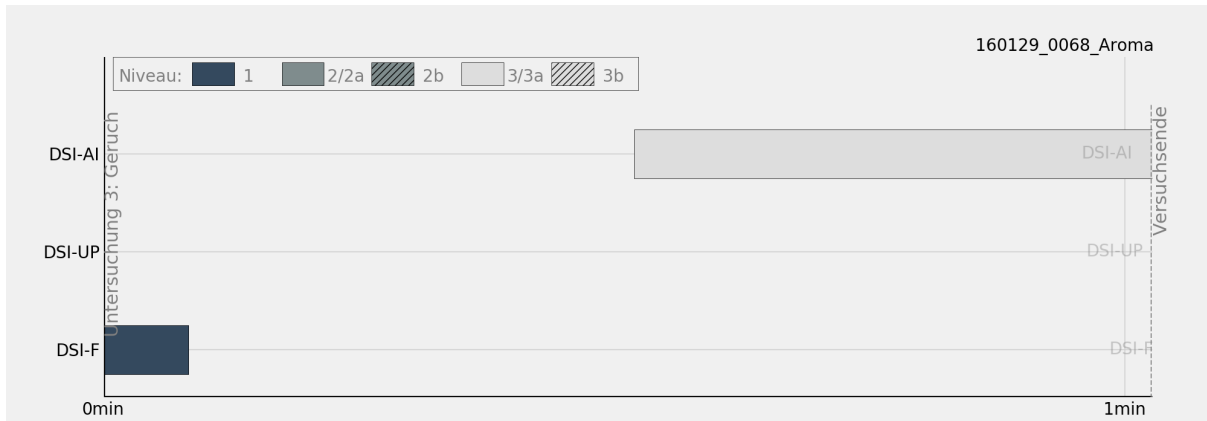 160129_0068_Aroma
Niveau: 1 2/2a 2b 3/3a 3b
Untersuchung 3: Geruch
DSI-AI DSI-AI
Versuchsende
DSI-UP DSI-UP
DSI-F DSI-F
0min 1min